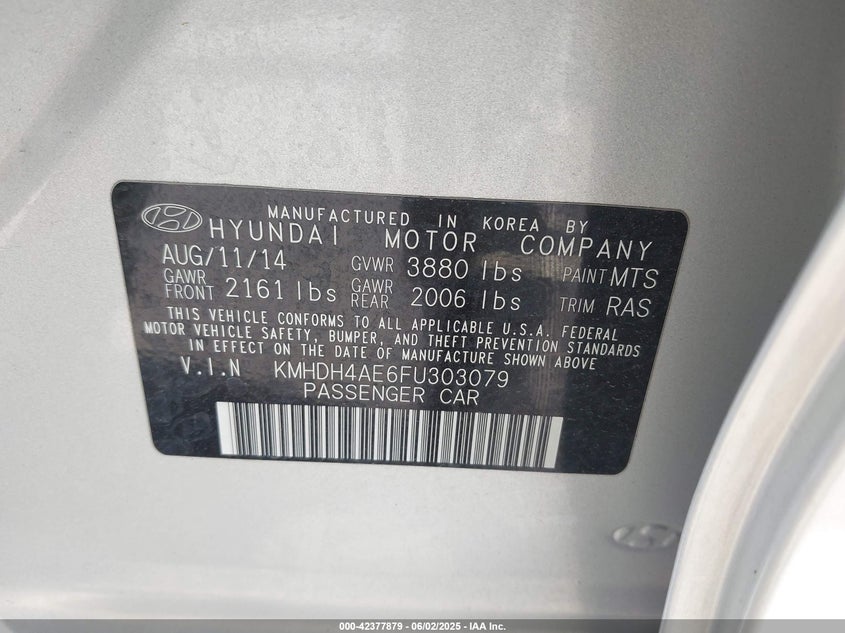 MANUFACTURED IN KOREA BY
HYUNDAI MOTOR COMPANY
AUG/11/14 GVWR 3880 lbs PAINT MTS
GAWR FRONT 2161 lbs GAWR REAR 2006 lbs TRIM RAS
THIS VEHICLE CONFORMS TO ALL APPLICABLE U.S.A. FEDERAL
MOTOR VEHICLE SAFETY, BUMPER, AND THEFT PREVENTION STANDARDS
IN EFFECT ON THE DATE OF MANUFACTURE SHOWN ABOVE
V.I.N KMHDH4AE6FU303079
PASSENGER CAR
000-42377879 - 06/02/2025 - IAA Inc.